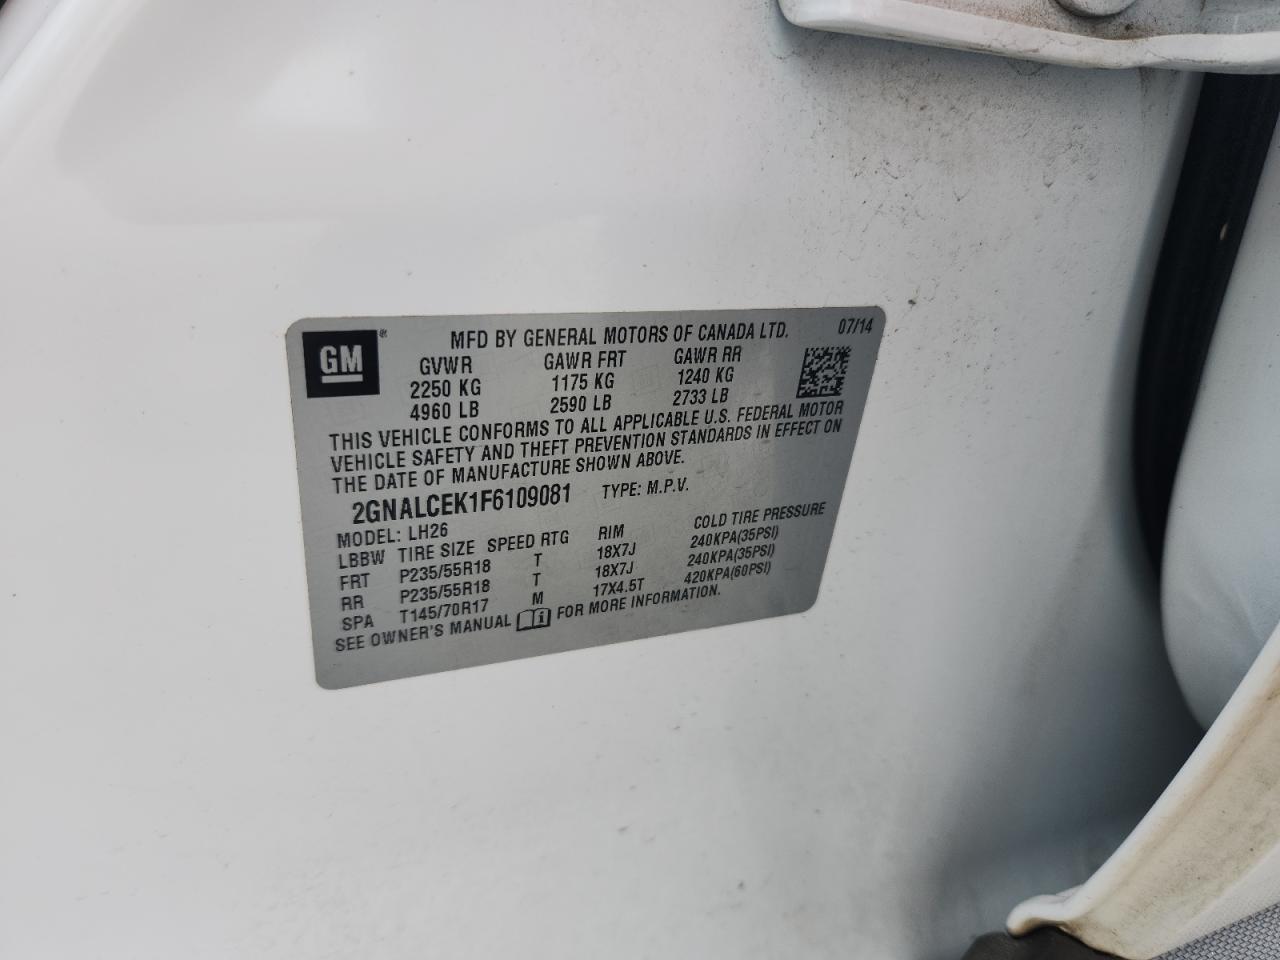 GM®
MFD BY GENERAL MOTORS OF CANADA LTD. 07/14
GVWR GAWR FRT GAWR RR
2250 KG 1175 KG 1240 KG
4960 LB 2590 LB 2733 LB
THIS VEHICLE CONFORMS TO ALL APPLICABLE U.S. FEDERAL MOTOR
VEHICLE SAFETY AND THEFT PREVENTION STANDARDS IN EFFECT ON
THE DATE OF MANUFACTURE SHOWN ABOVE.
2GNALCEK1F6109081 TYPE: M.P.V.
MODEL: LH26
LBBW TIRE SIZE SPEED RTG RIM COLD TIRE PRESSURE
FRT P235/55R18 T 18X7J 240KPA(35PSI)
RR P235/55R18 T 18X7J 240KPA(35PSI)
SPA T145/70R17 M 17X4.5T 420KPA(60PSI)
SEE OWNER'S MANUAL i FOR MORE INFORMATION.